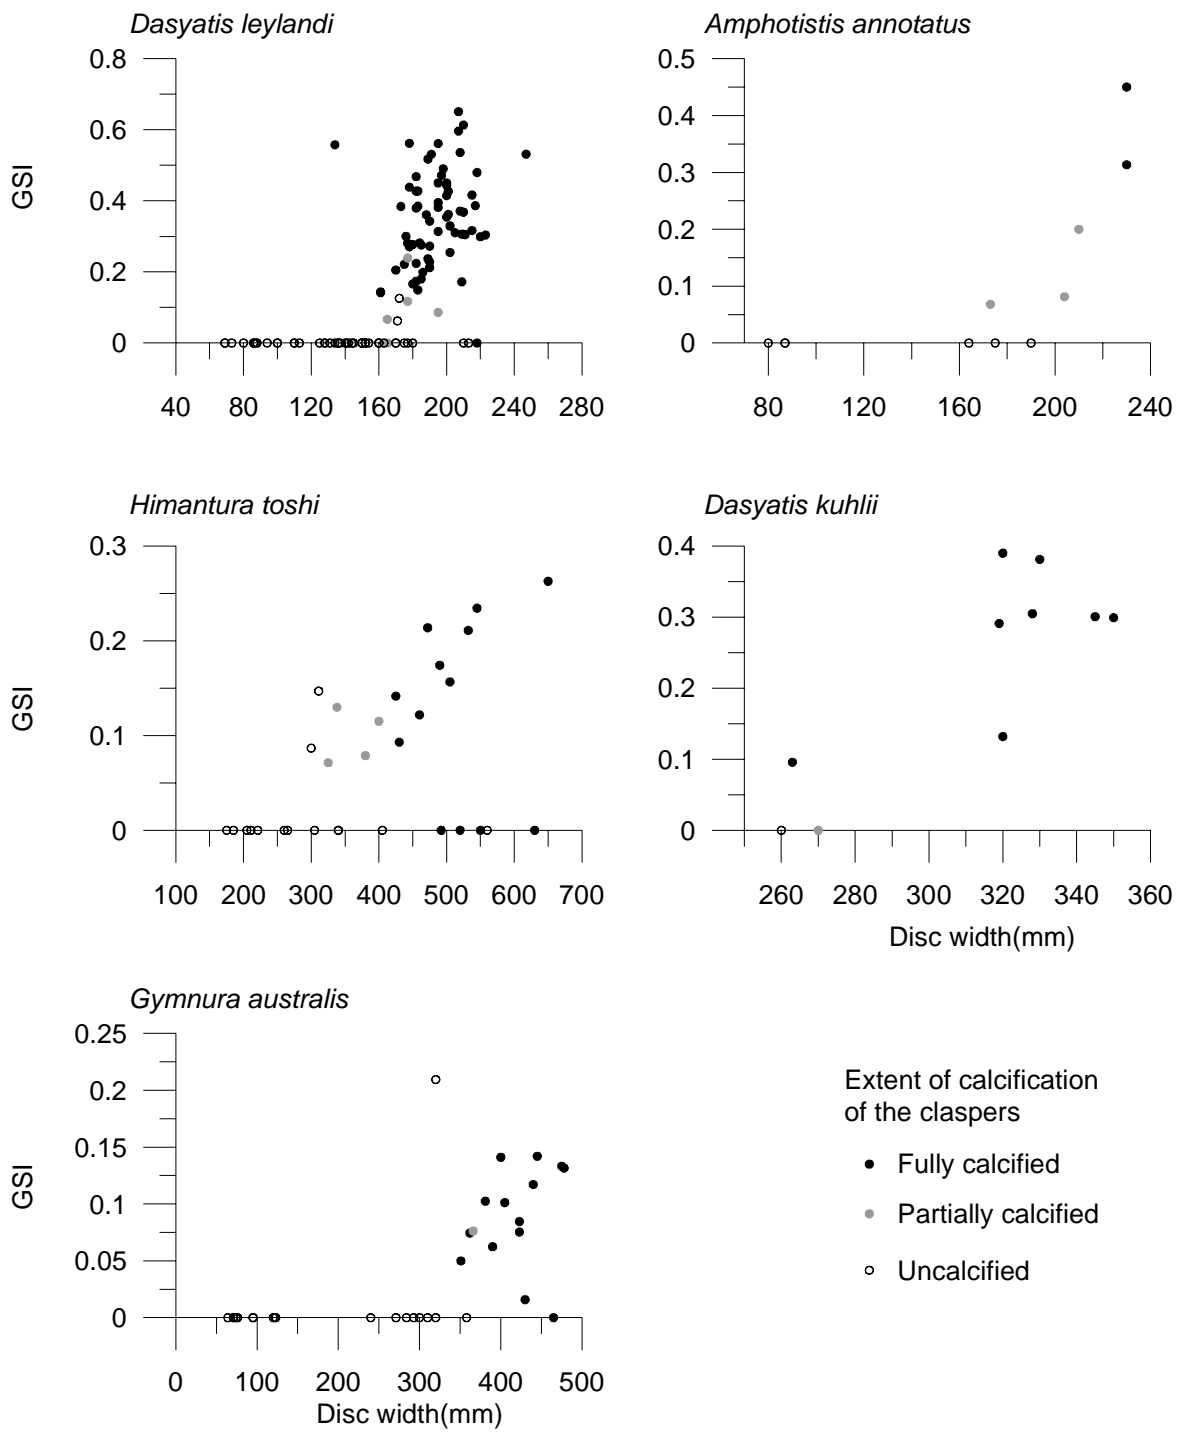 Dasyatis leylandi
Amphotistis annotatus
GSI
0.8
0.6
0.4
0.2
0
40 80 120 160 200 240 280
0.5
0.4
0.3
0.2
0.1
0
80 120 160 200 240
Himantura toshi
Dasyatis kuhlii
GSI
0.3
0.2
0.1
0
100 200 300 400 500 600 700
0.4
0.3
0.2
0.1
0
260 280 300 320 340 360
Disc width(mm)
Gymnura australis
GSI
0.25
0.2
0.15
0.1
0.05
0
0 100 200 300 400 500
Disc width(mm)
Extent of calcification
of the claspers
Fully calcified
Partially calcified
Uncalcified